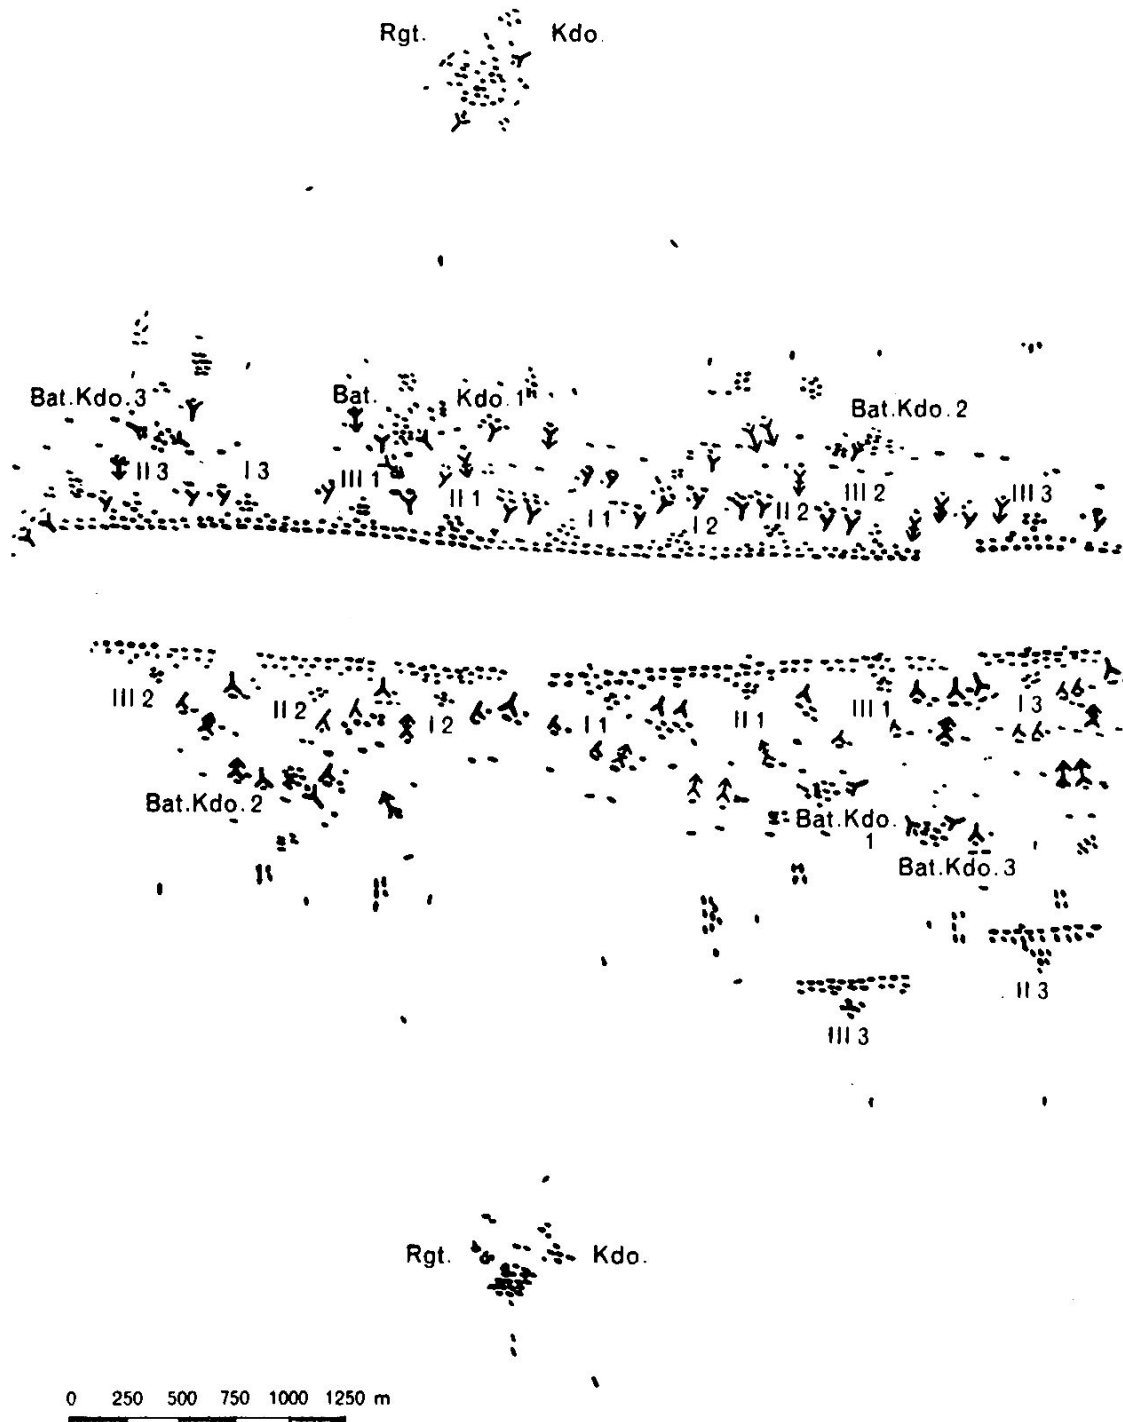 Rgt. Kdo.
Bat.Kdo.3
Bat. Kdo.1
Bat.Kdo.2
II 3
I 3
III 1
II 1
I 1
I 2
II 2
III 2
III 3
III 2
II 2
I 2
I 1
II 1
III 1
I 3
Bat.Kdo.2
Bat.Kdo.
1
Bat.Kdo.3
II 3
III 3
Rgt. Kdo.
0 250 500 750 1000 1250 m